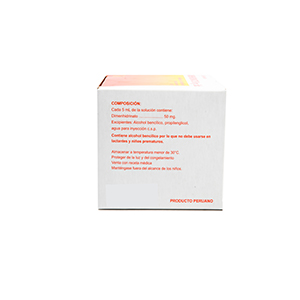 COMPOSICIÓN:
Cada 5 mL de la solución contiene:
Dimenhidrinato.................. 50 mg.
Excipientes: Alcohol bencílico, propilenglicol,
agua para inyección c.s.p.
Contiene alcohol bencílico por lo que no debe usarse en
lactantes y niños prematuros.
Almacenar a temperatura menor de 30°C.
Proteger de la luz y del congelamiento.
Venta con receta médica
Manténgase fuera del alcance de los niños.
PRODUCTO PERUANO